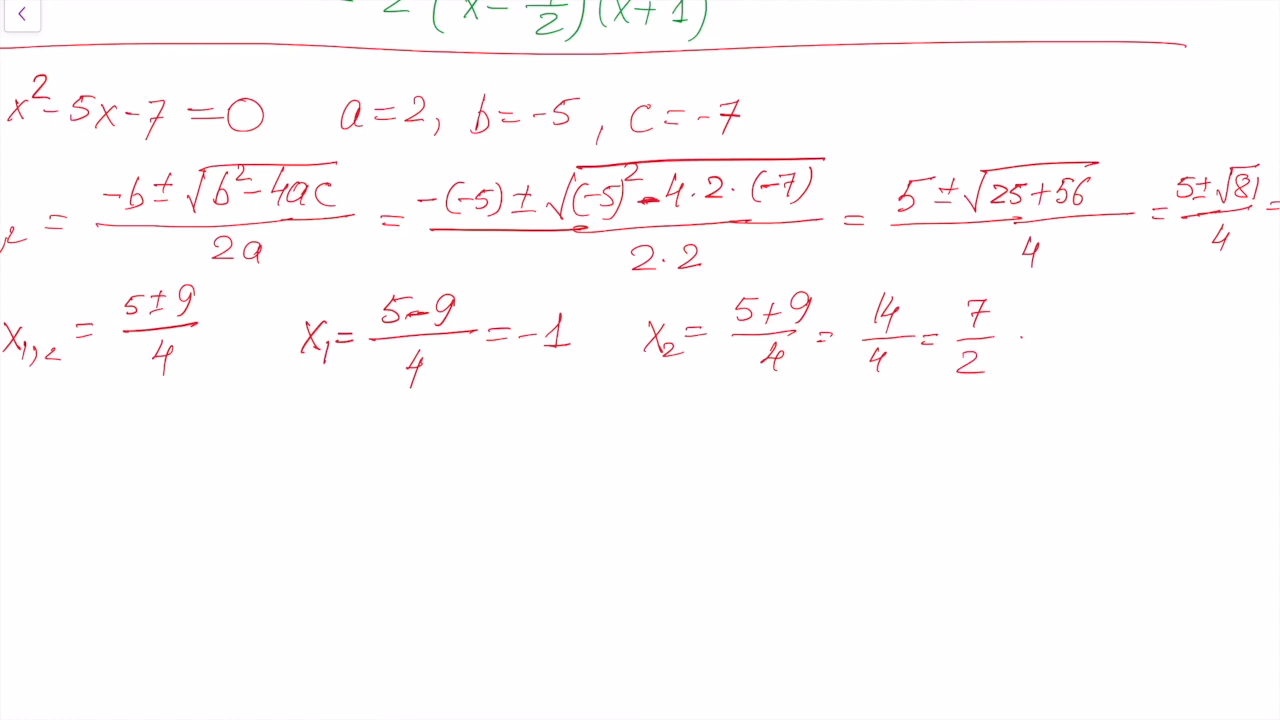 2 (x - 1/2)(x + 1)
x² - 5x - 7 = 0 a = 2, b = -5, c = -7
,2 = (-b ± √(b² - 4ac))/(2a) = (-(-5) ± √((-5)² - 4·2·(-7)))/(2·2) = (5 ± √(25 + 56))/4 = (5 ± √81)/4 =
x₁,₂ = (5 ± 9)/4 x₁ = (5 - 9)/4 = -1 x₂ = (5 + 9)/4 = 14/4 = 7/2 .